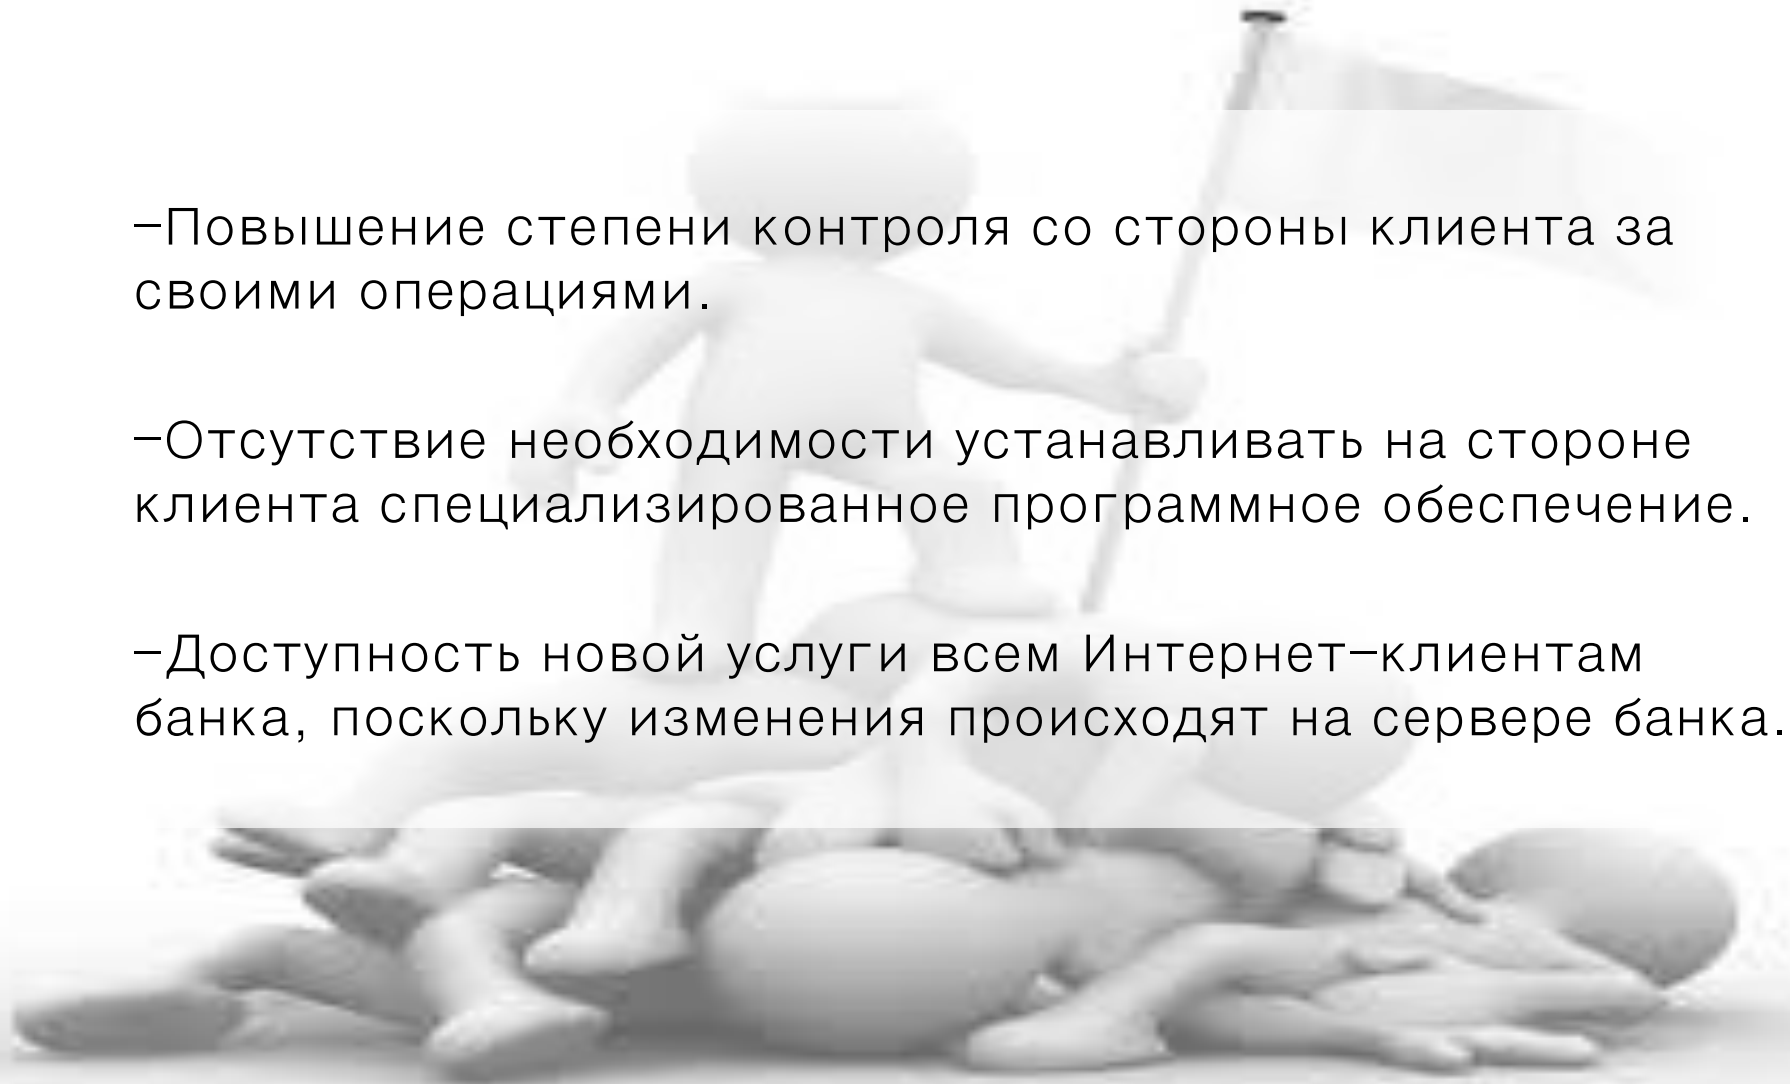 –Повышение степени контроля со стороны клиента за
своими операциями.
–Отсутствие необходимости устанавливать на стороне
клиента специализированное программное обеспечение.
–Доступность новой услуги всем Интернет–клиентам
банка, поскольку изменения происходят на сервере банка.